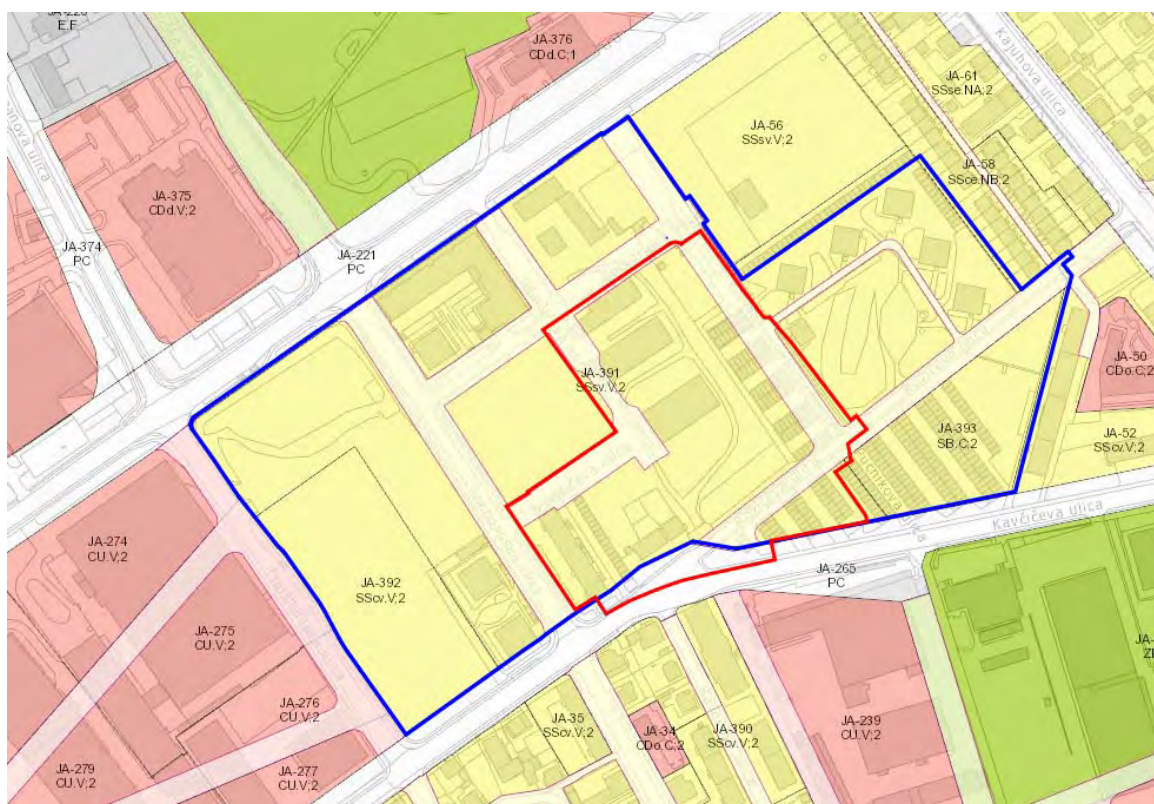 E.F
JA-376
CDd.C;1
Kajuhova ulica
JA-61
SSse.NA;2
JA-56
SSsv.V;2
JA-58
SSce.NB;2
JA-375
CDd.V;2
JA-374
PC
JA-221
PC
JA-50
CDo.C;2
JA-391
SSsv.V;2
JA-393
SB.C;2
JA-52
SScv.V;2
Kavčičeva ulica
JA-274
CU.V;2
JA-265
PC
JA-392
SScv.V;2
JA-275
CU.V;2
JA-276
CU.V;2
JA-35
SScv.V;2
JA-34
CDo.C;2
JA-390
SScv.V;2
JA-239
CU.V;2
JA-279
CU.V;2
JA-277
CU.V;2